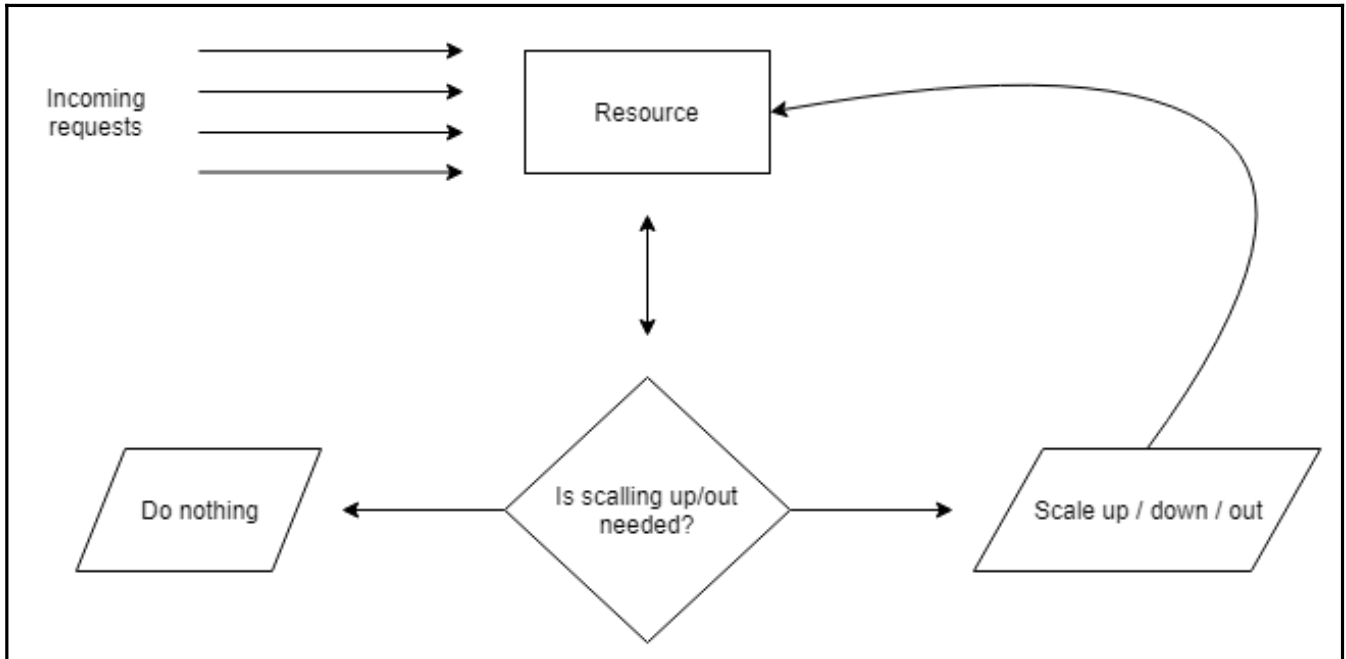 Incoming
requests
Resource
Do nothing
Is scalling up/out
needed?
Scale up / down / out